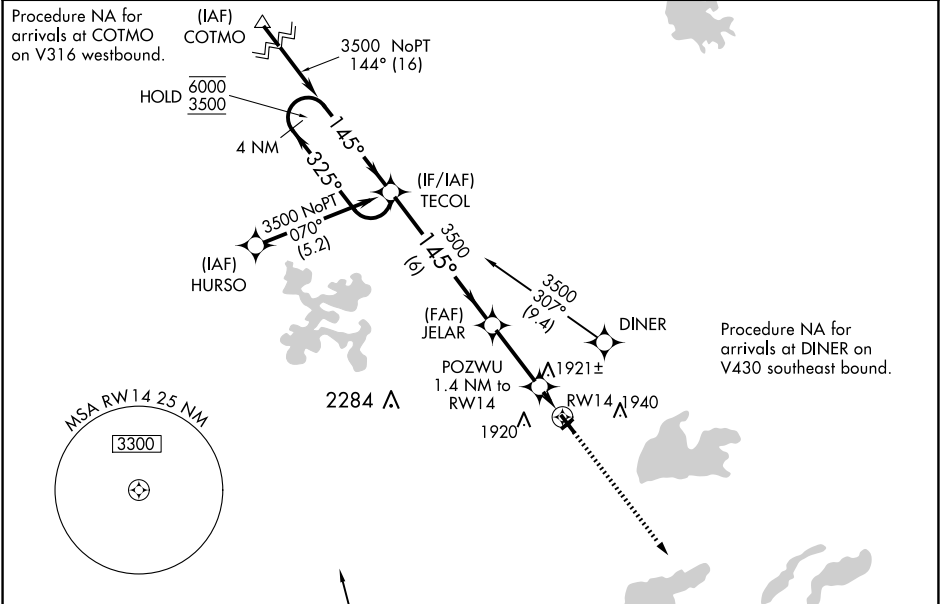 Procedure NA for
arrivals at COTMO
on V316 westbound.
(IAF)
COTMO
3500 NoPT
144° (16)
HOLD 6000
3500
4 NM
145°
325°
(IF/IAF)
TECOL
3500 NoPT
070°
(5.2)
(IAF)
HURSO
3500
145°
(6)
3500
307°
(9.4)
(FAF)
JELAR
DINER
Procedure NA for
arrivals at DINER on
V430 southeast bound.
POZWU
1.4 NM to
RW14
1921±
2284
RW14
1940
1920
MSA RW14 25 NM
3300